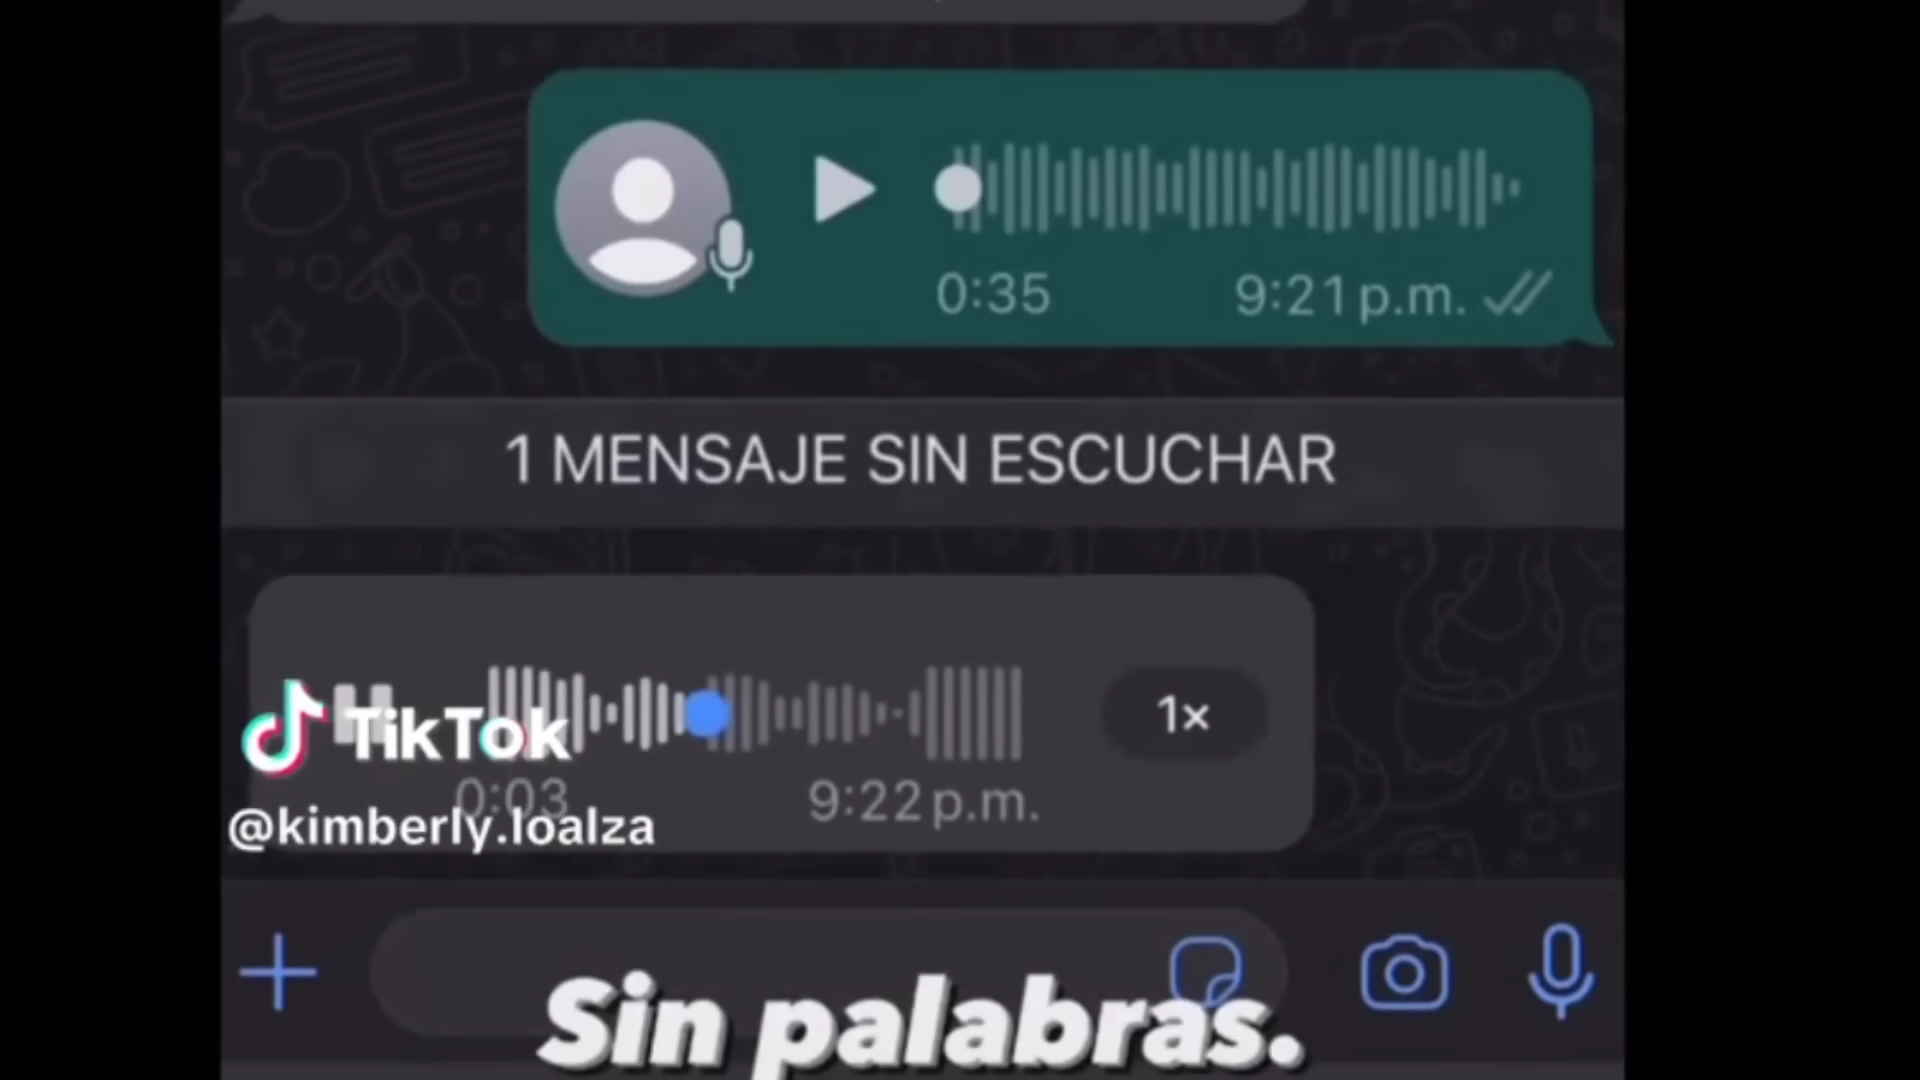 0:35 9:21 p.m.
1 MENSAJE SIN ESCUCHAR
1×
TikTok
0:03 9:22 p.m.
@kimberly.loalza
Sin palabras.